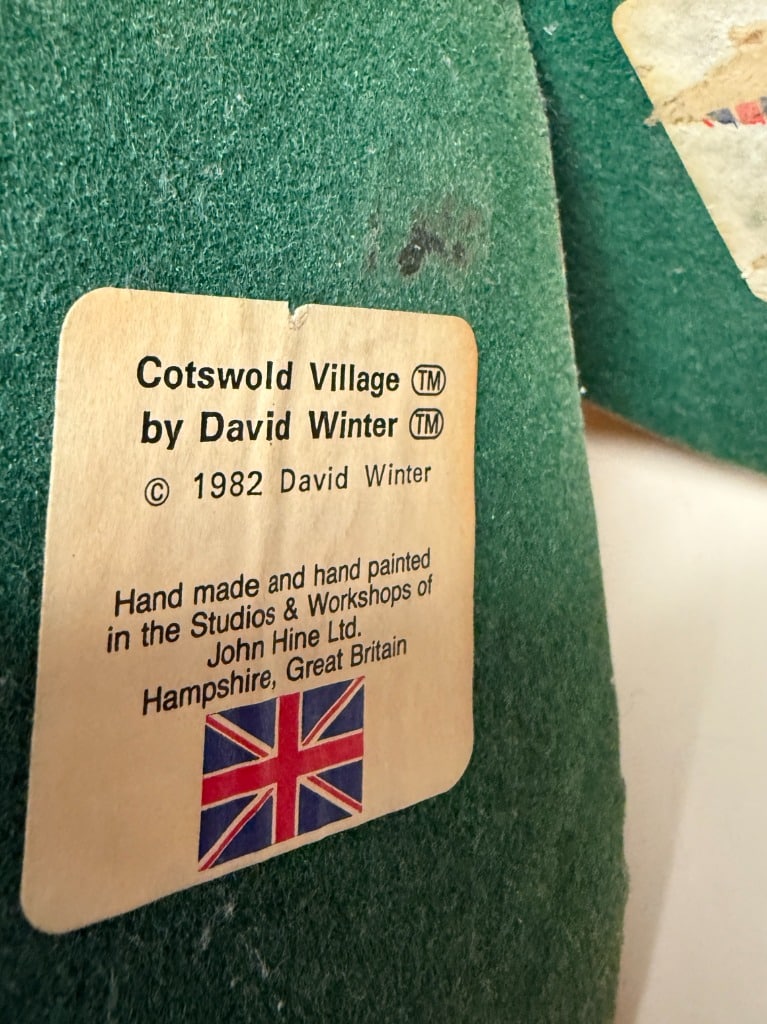 Cotswold Village TM
by David Winter TM
© 1982 David Winter
Hand made and hand painted
in the Studios & Workshops of
John Hine Ltd.
Hampshire, Great Britain